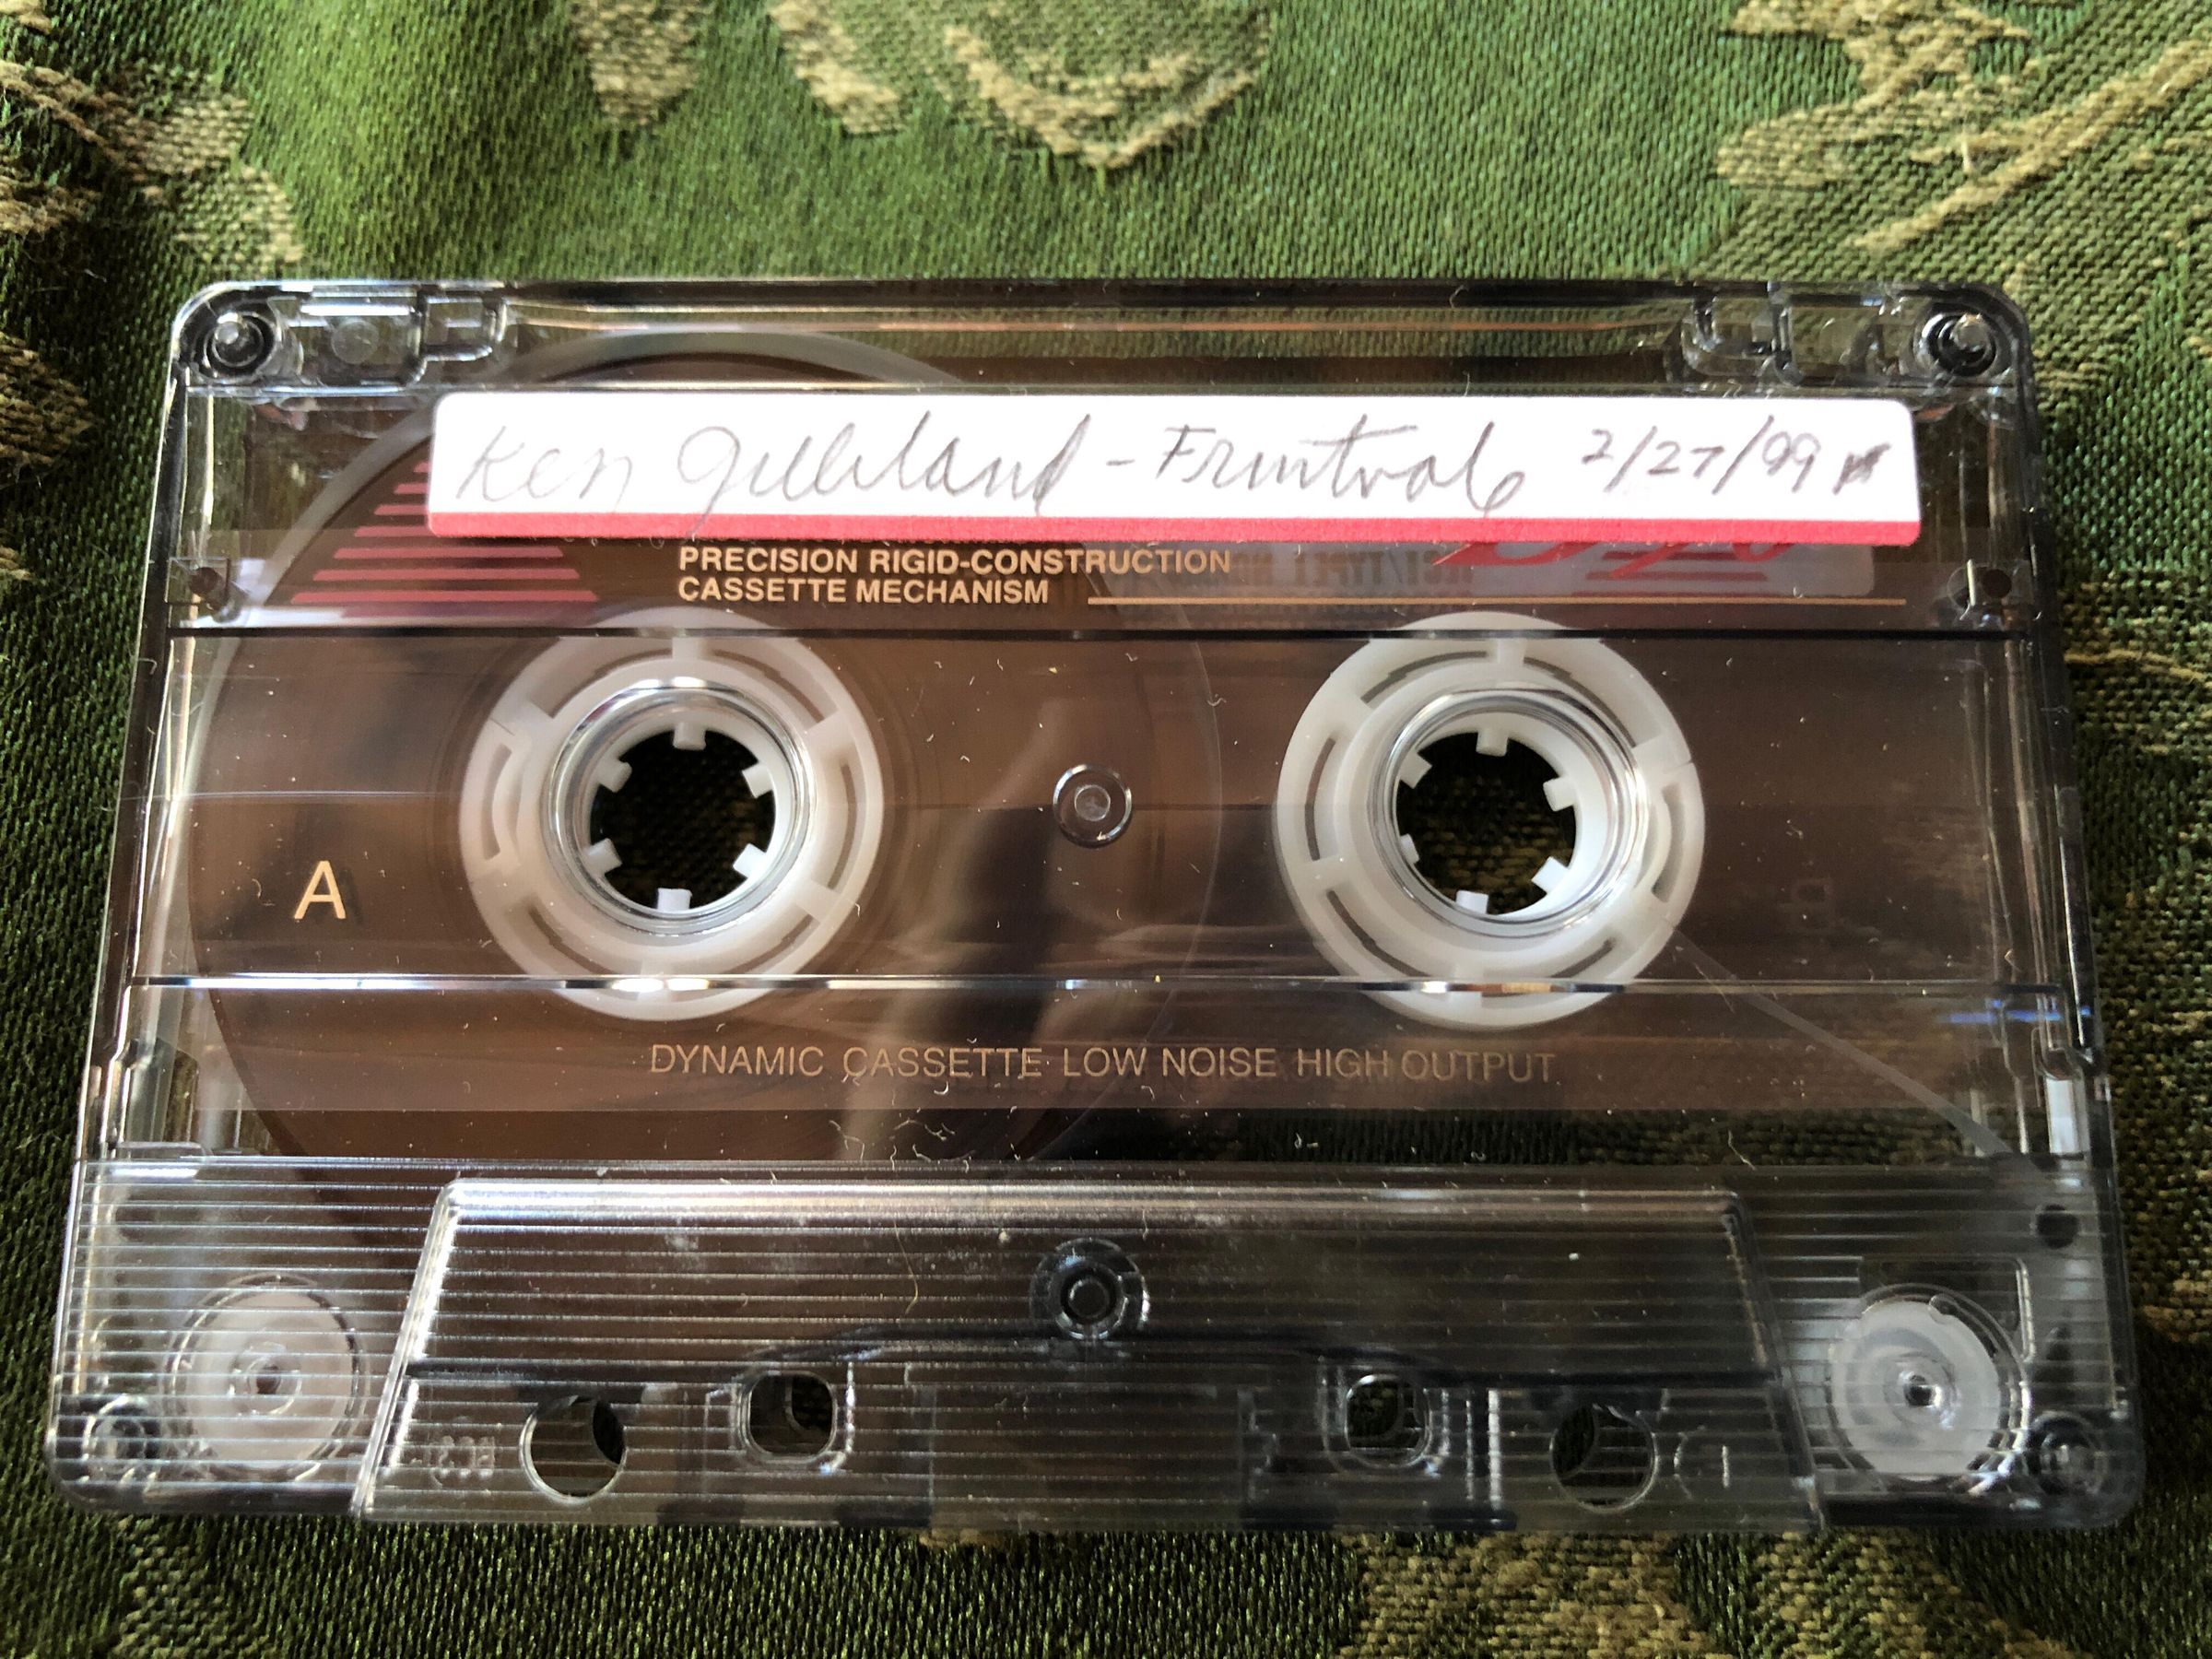 Ken Gilliland - Fruitvale 2/27/99
PRECISION RIGID-CONSTRUCTION
CASSETTE MECHANISM
A
DYNAMIC CASSETTE LOW NOISE HIGH OUTPUT